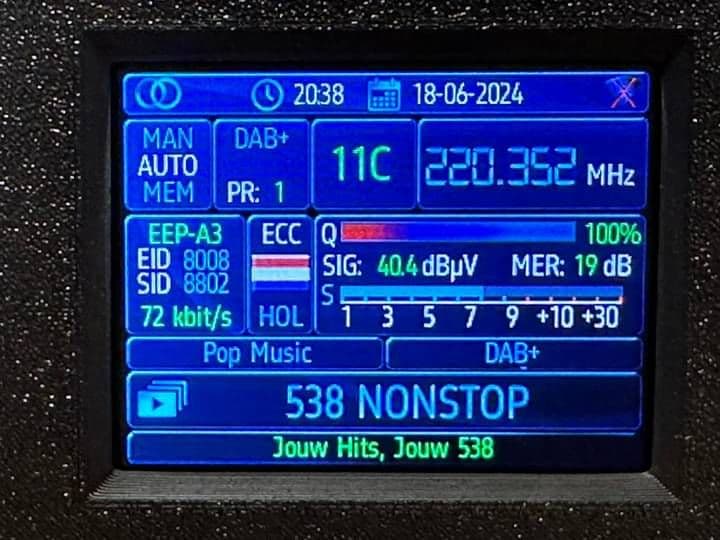 20:38 18-06-2024
MAN
AUTO
MEM
DAB+
PR: 1
11C
220.352 MHz
EEP-A3
EID 8008
SID 8802
72 kbit/s
ECC
HOL
Q 100%
SIG: 40.4 dBµV MER: 19 dB
S
1 3 5 7 9 +10 +30
Pop Music
DAB+
538 NONSTOP
Jouw Hits, Jouw 538